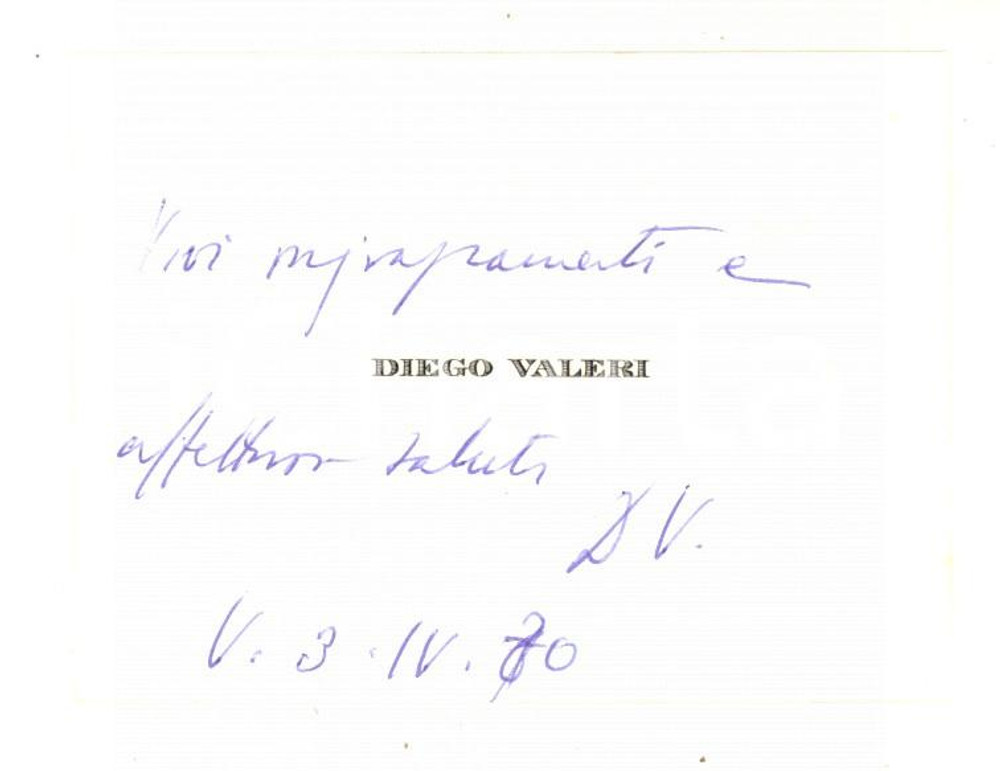 Vivi ringraziamenti e
DIEGO VALERI
affettuosi saluti
D V.
V. 3.IV.70